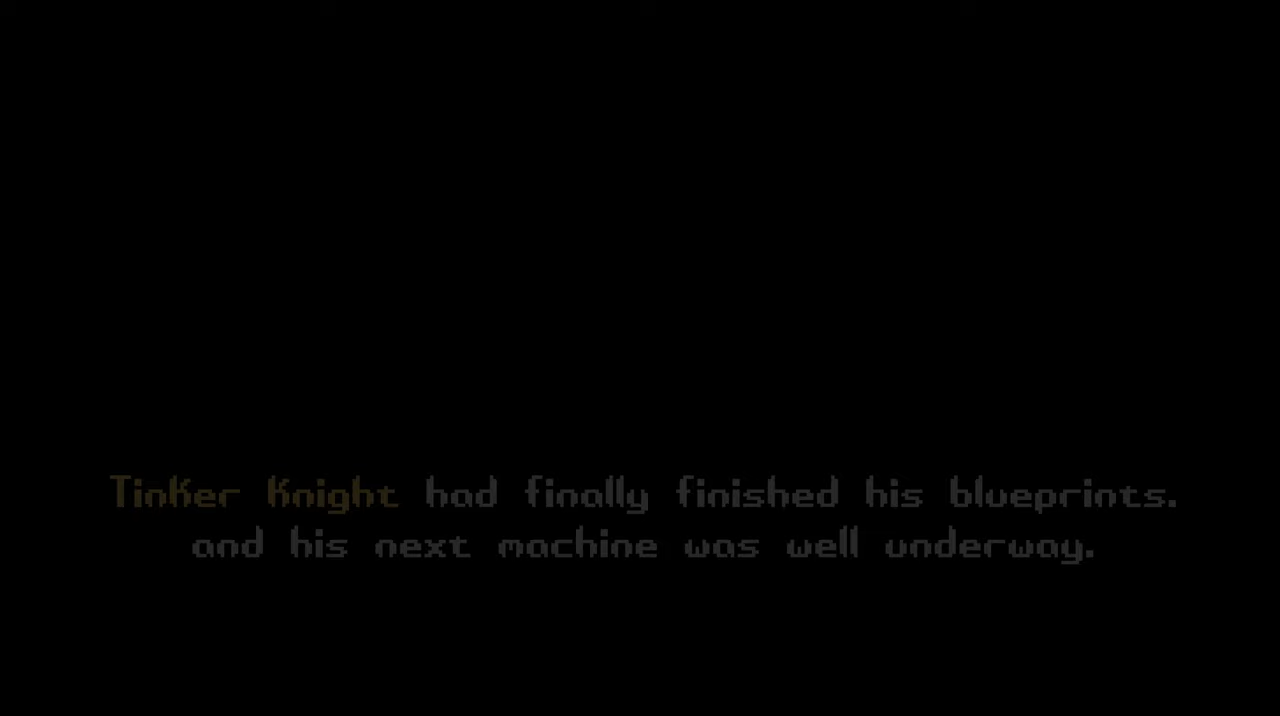 Tinker Knight had finally finished his blueprints.
and his next machine was well underway.